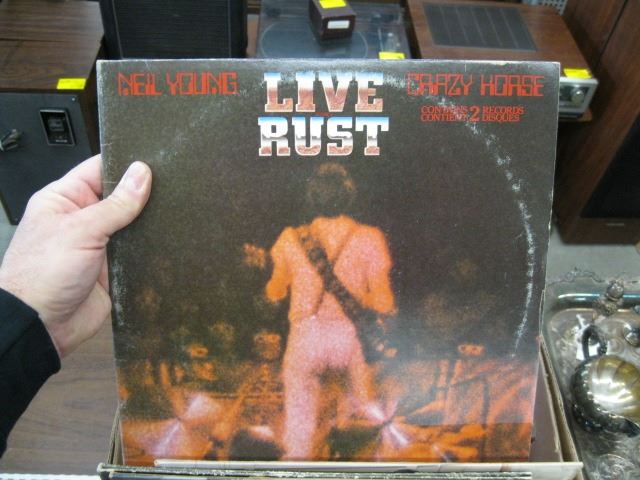 NEIL YOUNG
LIVE
RUST
CRAZY HORSE
CONTAINS 2 RECORDS
CONTIENT 2 DISQUES